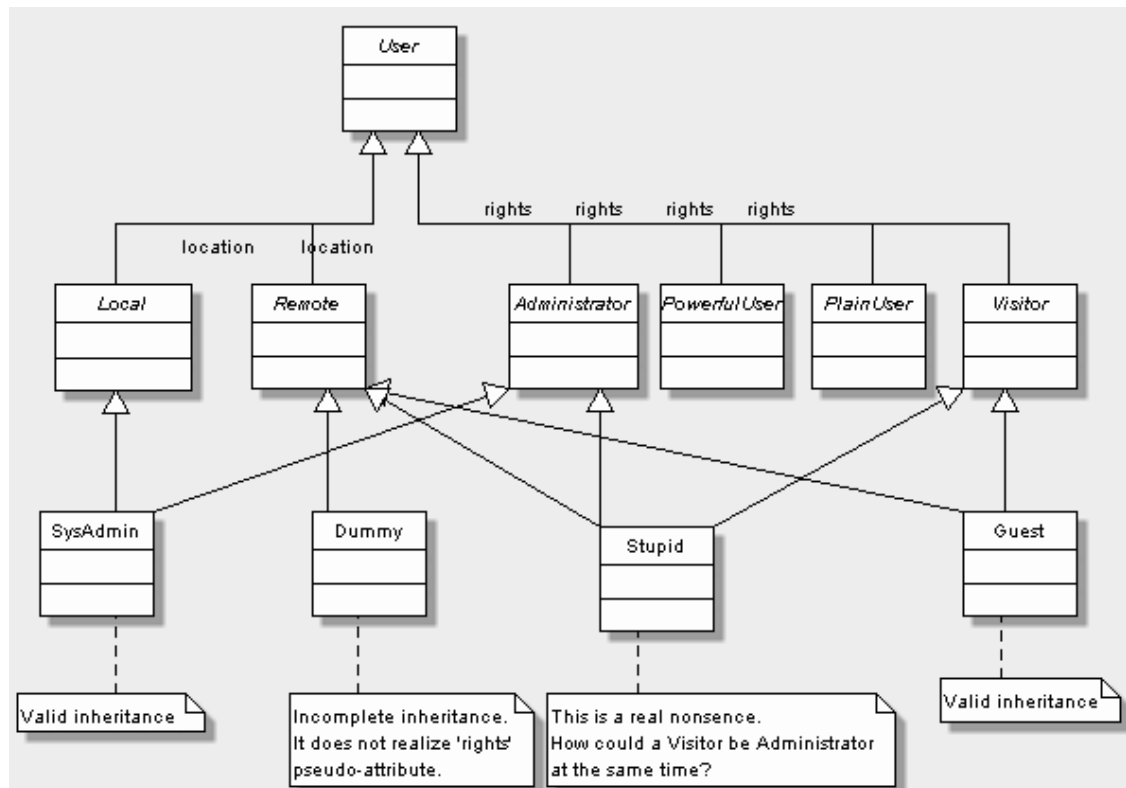 User
rights rights rights rights
location location
Local Remote Administrator PowerfulUser PlainUser Visitor
SysAdmin Dummy Stupid Guest
Valid inheritance
Incomplete inheritance.
It does not realize 'rights'
pseudo-attribute.
This is a real nonsence.
How could a Visitor be Administrator
at the same time?
Valid inheritance